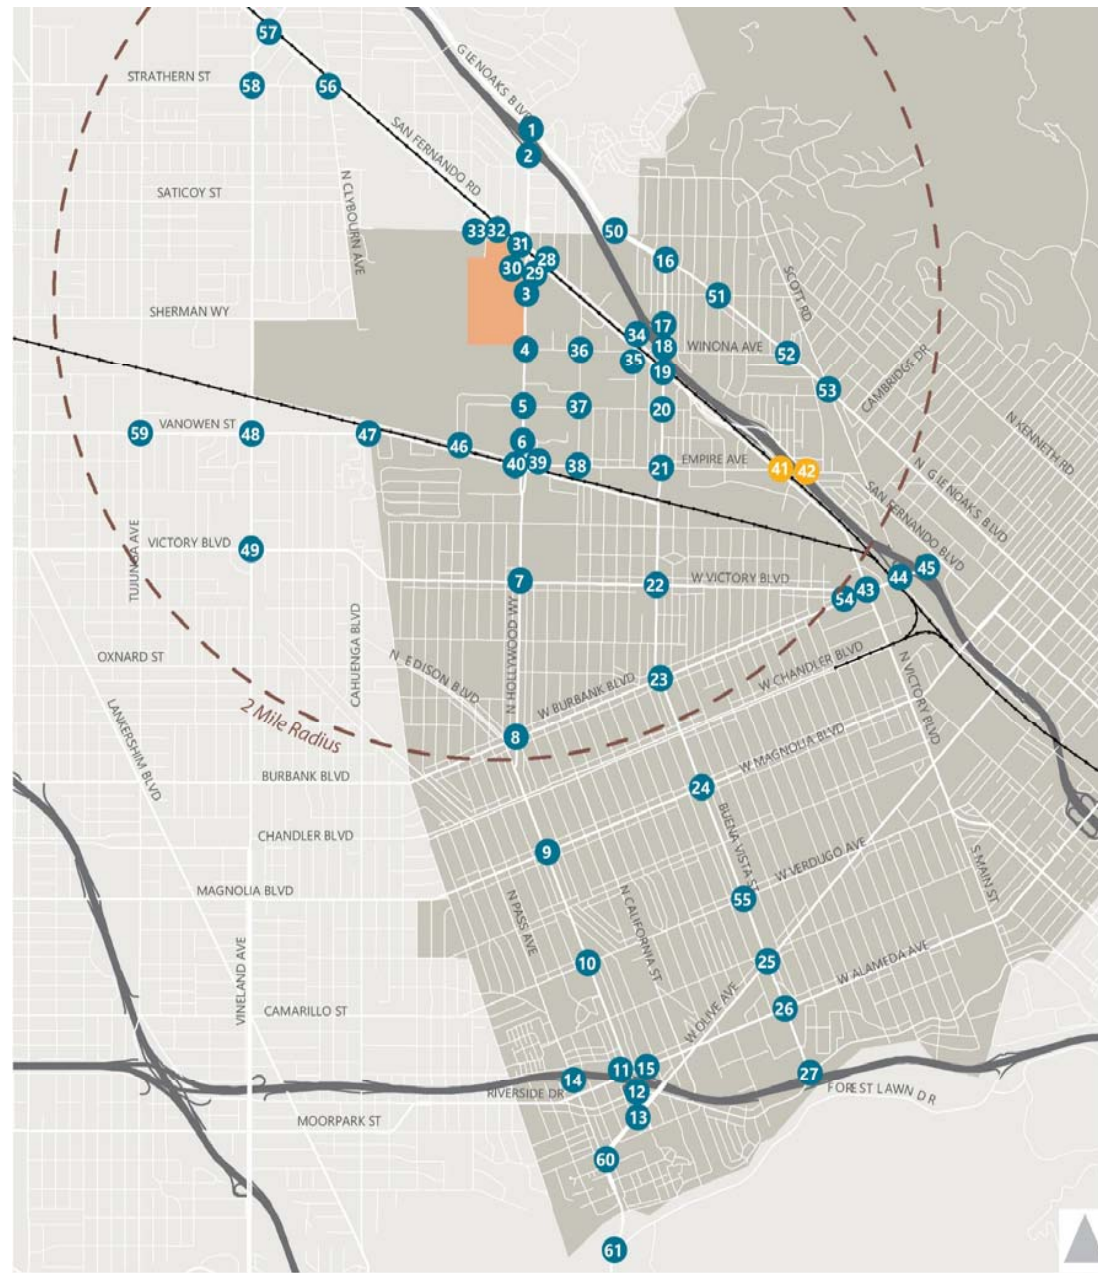 57
GLENOAKS BLVD
STRATHERN ST
58
56
SAN FERNANDO RD
1
2
SATICOY ST
N CLYBOURN AVE
33
32
31
50
28
30
29
16
3
51
SCOTT RD
SHERMAN WY
17
34
18
WINONA AVE
4
36
35
52
19
CAMBRIDGE DR
53
5
37
20
N KENNETH RD
VANOWEN ST
59
48
47
46
6
40
39
38
21
EMPIRE AVE
41
42
N GLENOAKS BLVD
SAN FERNANDO BLVD
TUJUNGA AVE
VICTORY BLVD
49
7
22
W VICTORY BLVD
54
43
44
45
CAHUENGA BLVD
N HOLLYWOOD WY
OXNARD ST
N EDISON BLVD
23
W BURBANK BLVD
W CHANDLER BLVD
N VICTORY BLVD
LANKERSHIM BLVD
2 Mile Radius
8
W MAGNOLIA BLVD
BURBANK BLVD
24
BUENA VISTA ST
CHANDLER BLVD
9
W VERDUGO AVE
S MAIN ST
MAGNOLIA BLVD
N PASS AVE
N CALIFORNIA ST
55
VINELAND AVE
10
25
W ALAMEDA AVE
CAMARILLO ST
W OLIVE AVE
26
11
15
14
27
RIVERSIDE DR
12
FOREST LAWN DR
MOORPARK ST
13
60
61